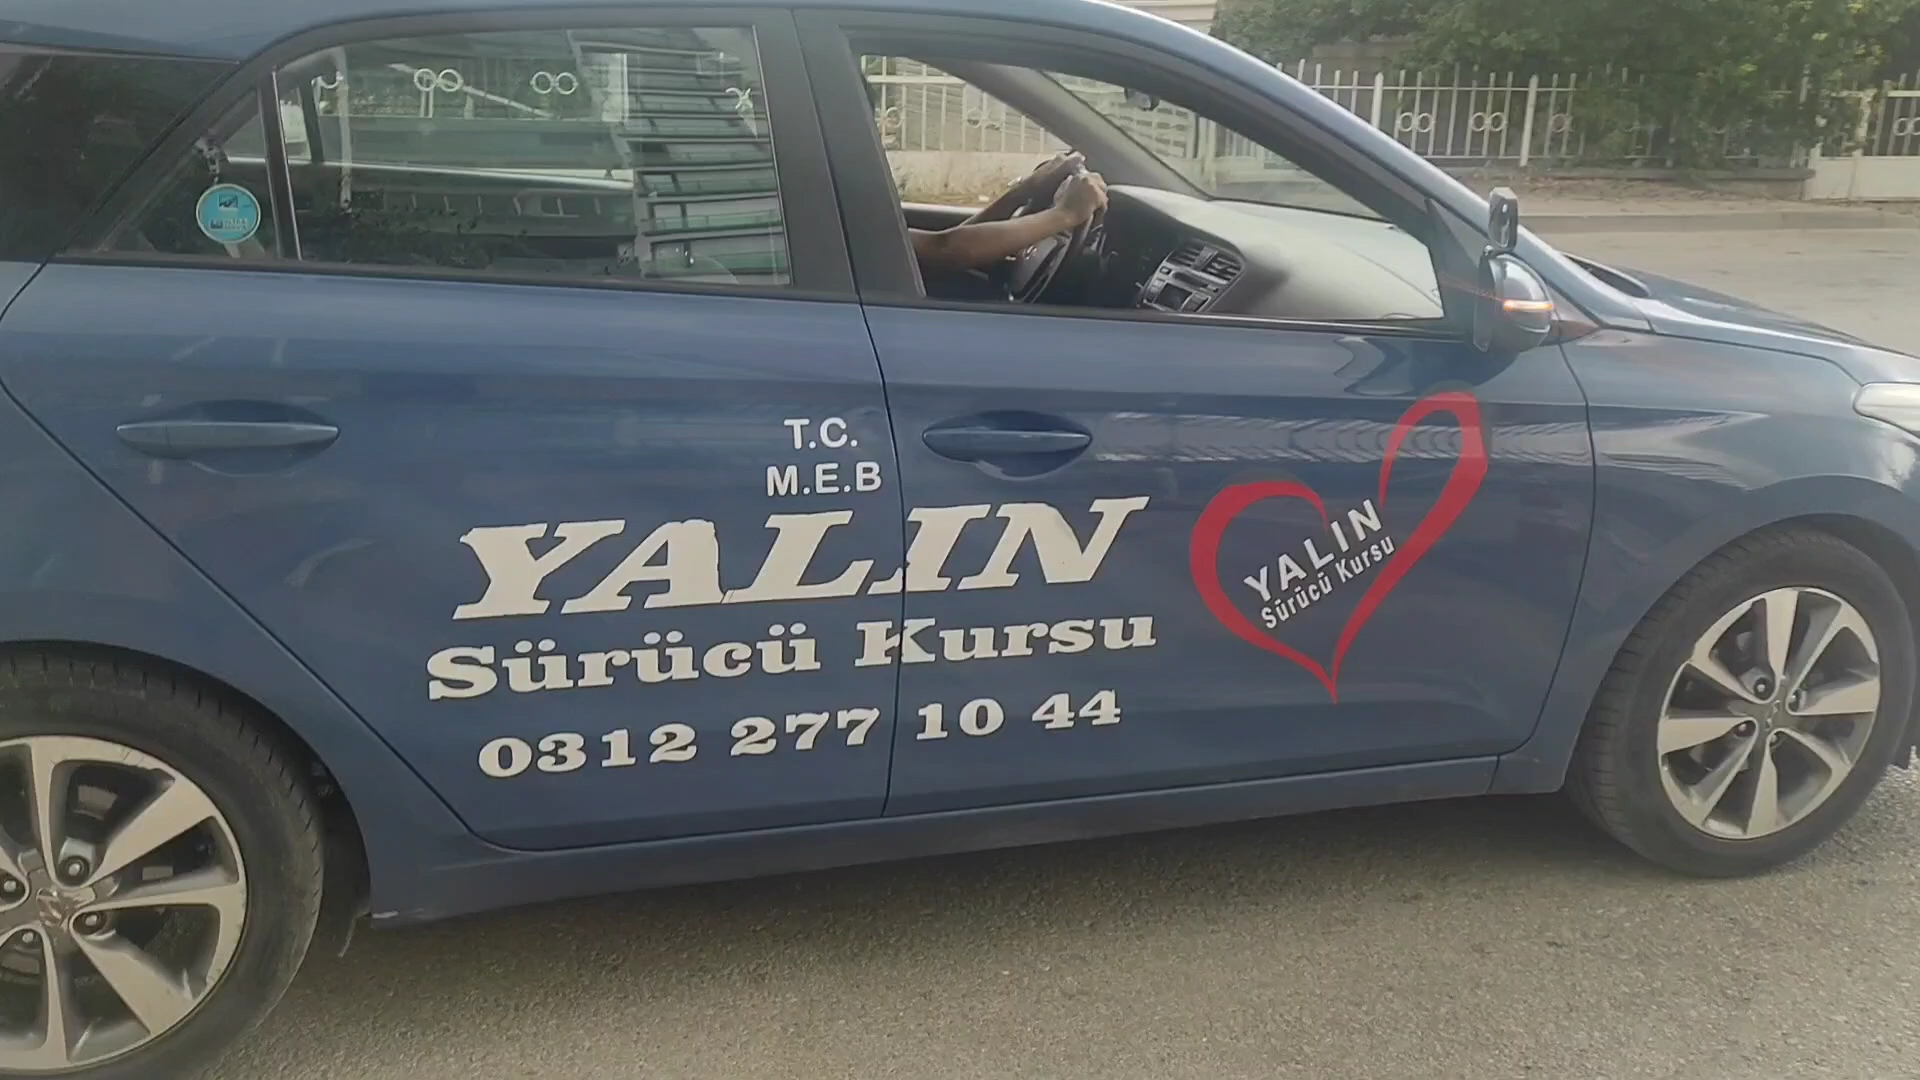 T.C.
M.E.B
YALIN
Sürücü Kursu
0312 277 10 44
YALIN
Sürücü Kursu